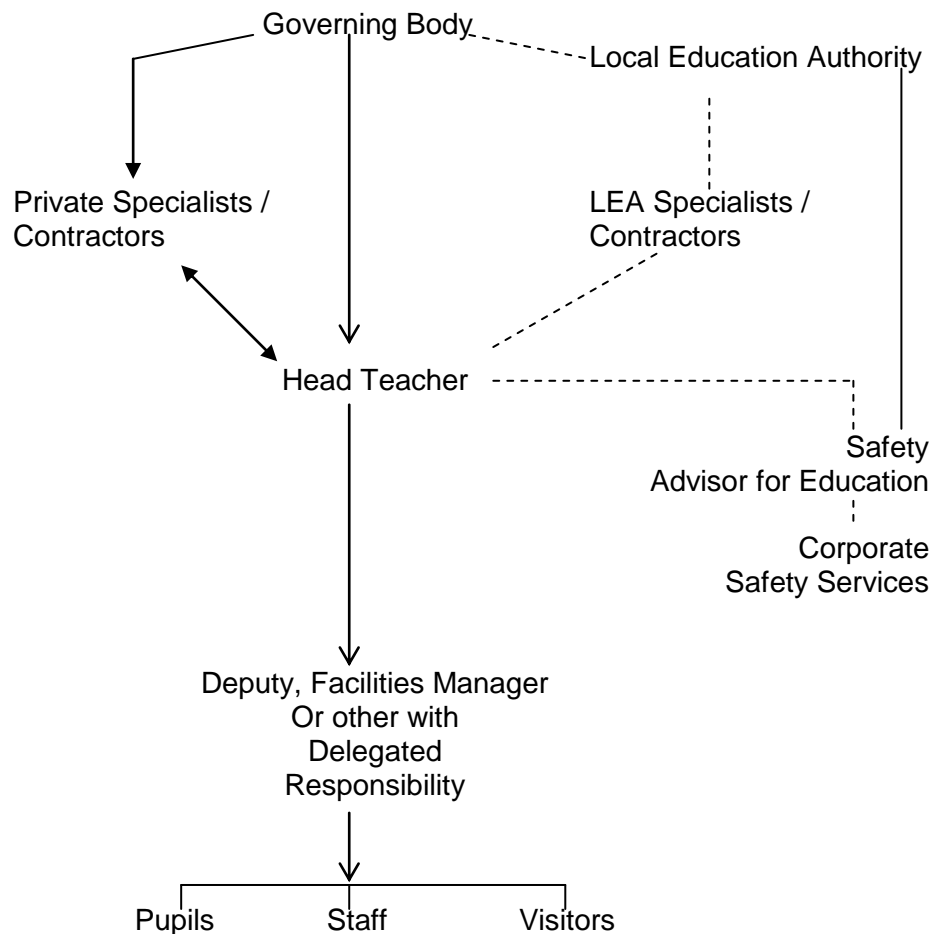 Governing Body
Local Education Authority
Private Specialists /
Contractors
LEA Specialists /
Contractors
Head Teacher
Safety
Advisor for Education
Corporate
Safety Services
Deputy, Facilities Manager
Or other with
Delegated
Responsibility
Pupils
Staff
Visitors